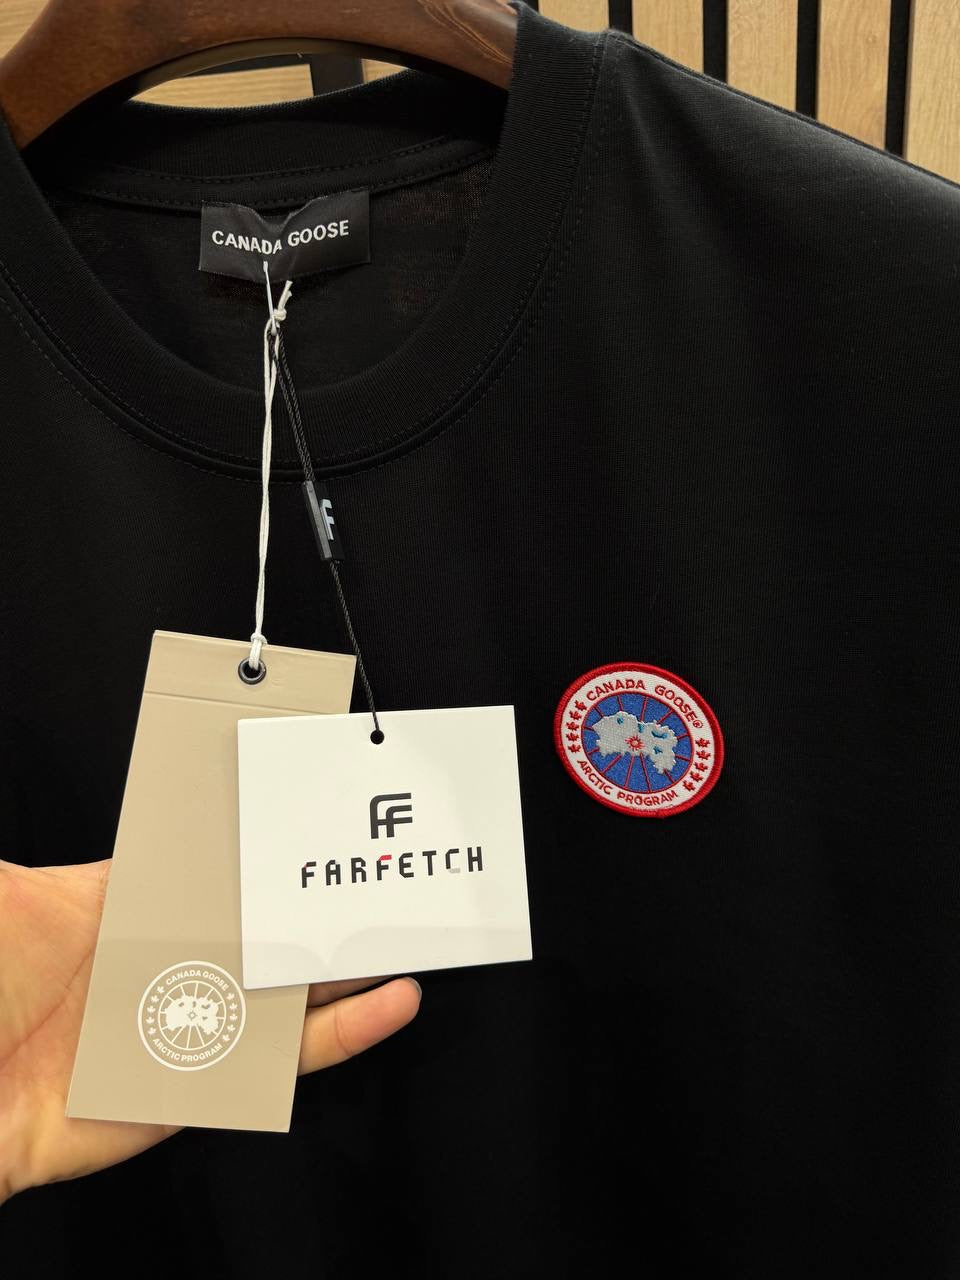 CANADA GOOSE
F
CANADA GOOSE®
ARCTIC PROGRAM
FF
FARFETCH
CANADA GOOSE
ARCTIC PROGRAM